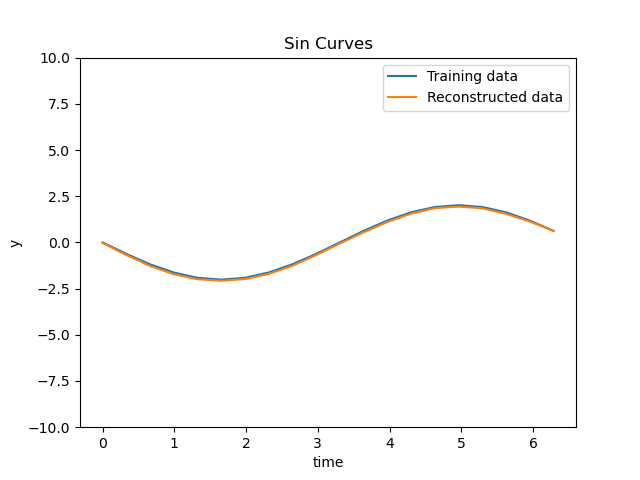 Sin Curves
Training data
Reconstructed data
10.0
7.5
5.0
2.5
0.0
−2.5
−5.0
−7.5
−10.0
y
0 1 2 3 4 5 6
time